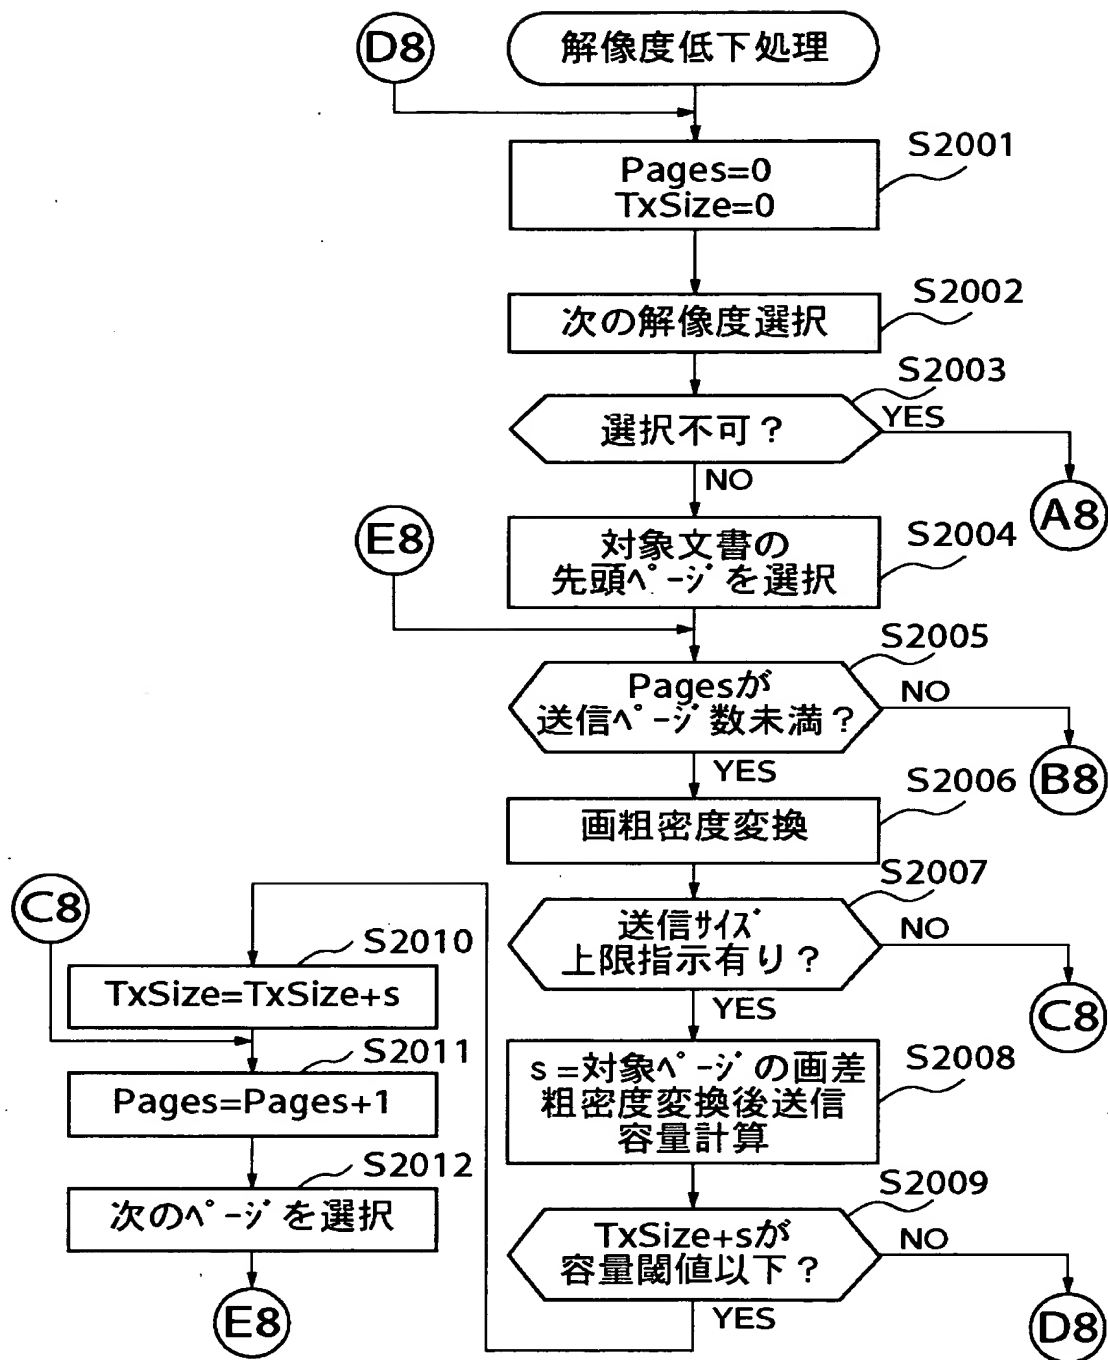 D8
解像度低下処理
S2001
Pages=0
TxSize=0
S2002
次の解像度選択
S2003
選択不可？
YES
NO
A8
E8
S2004
対象文書の
先頭ﾍﾟｰｼﾞを選択
S2005
Pagesが
送信ﾍﾟｰｼﾞ数未満？
NO
YES
B8
S2006
画粗密度変換
S2007
送信ｻｲｽﾞ
上限指示有り？
NO
YES
C8
C8
S2010
TxSize=TxSize+s
S2011
Pages=Pages+1
S2012
次のﾍﾟｰｼﾞを選択
E8
S2008
s=対象ﾍﾟｰｼﾞの画差
粗密度変換後送信
容量計算
S2009
TxSize+sが
容量閾値以下？
NO
YES
D8